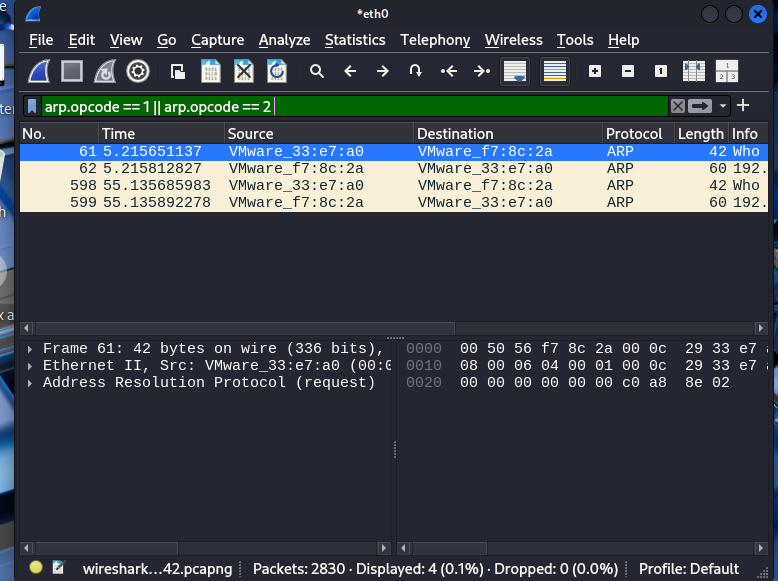 *eth0
File Edit View Go Capture Analyze Statistics Telephony Wireless Tools Help
arp.opcode == 1 || arp.opcode == 2
No. Time Source Destination Protocol Length Info
61 5.215651137 VMware_33:e7:a0 VMware_f7:8c:2a ARP 42 Who
62 5.215812827 VMware_f7:8c:2a VMware_33:e7:a0 ARP 60 192.
598 55.135685983 VMware_33:e7:a0 VMware_f7:8c:2a ARP 42 Who
599 55.135892278 VMware_f7:8c:2a VMware_33:e7:a0 ARP 60 192.
Frame 61: 42 bytes on wire (336 bits),
Ethernet II, Src: VMware_33:e7:a0 (00:0
Address Resolution Protocol (request)
0000 00 50 56 f7 8c 2a 00 0c 29 33 e7
0010 08 00 06 04 00 01 00 0c 29 33 e7
0020 00 00 00 00 00 00 c0 a8 8e 02
wireshark...42.pcapng Packets: 2830 · Displayed: 4 (0.1%) · Dropped: 0 (0.0%) Profile: Default